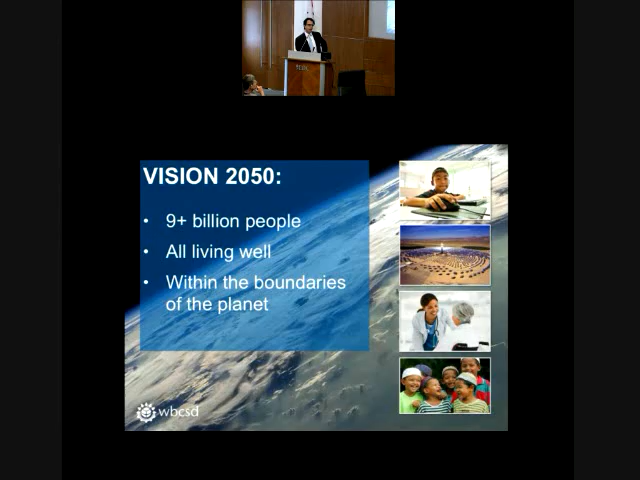 VISION 2050:
• 9+ billion people
• All living well
• Within the boundaries
of the planet
wbcsd